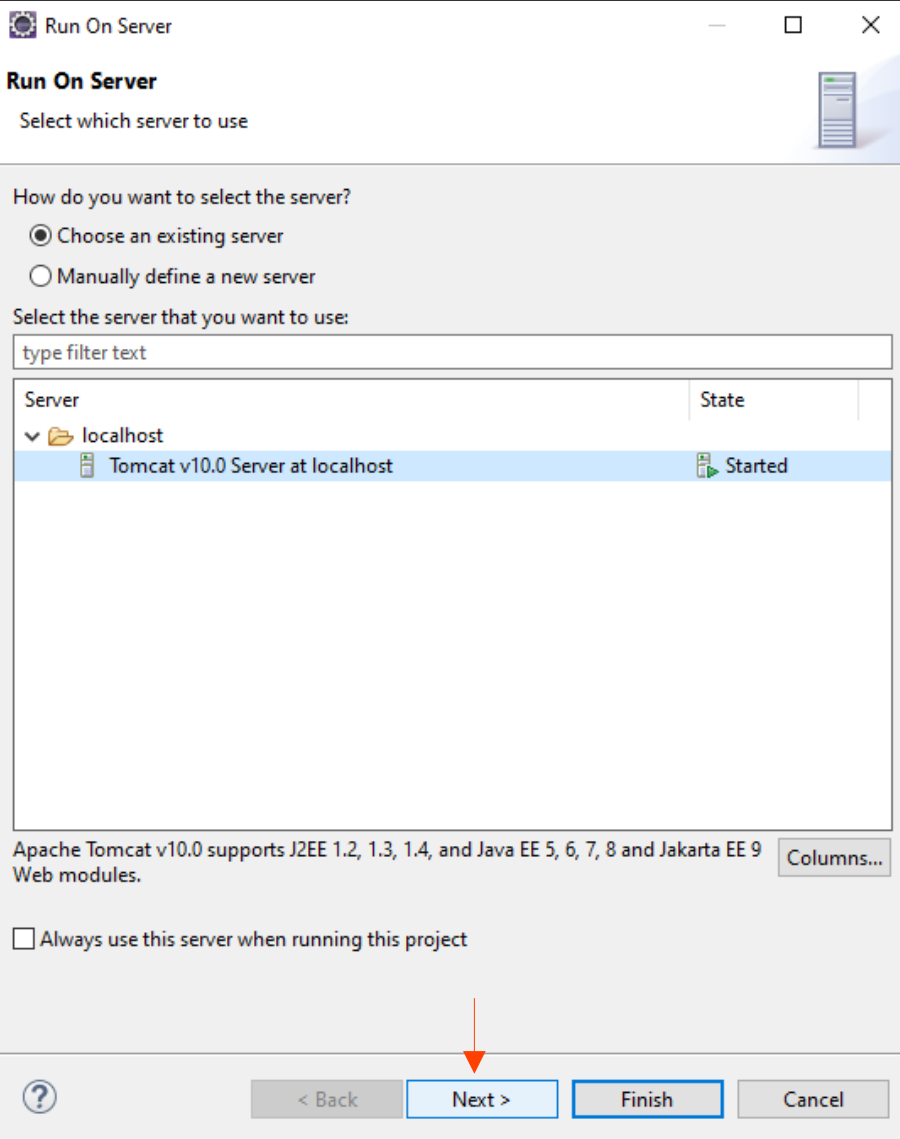 Run On Server
Run On Server
Select which server to use
How do you want to select the server?
Choose an existing server
Manually define a new server
Select the server that you want to use:
type filter text
Server State
localhost
Tomcat v10.0 Server at localhost Started
Apache Tomcat v10.0 supports J2EE 1.2, 1.3, 1.4, and Java EE 5, 6, 7, 8 and Jakarta EE 9
Web modules.
Columns...
Always use this server when running this project
? < Back Next > Finish Cancel